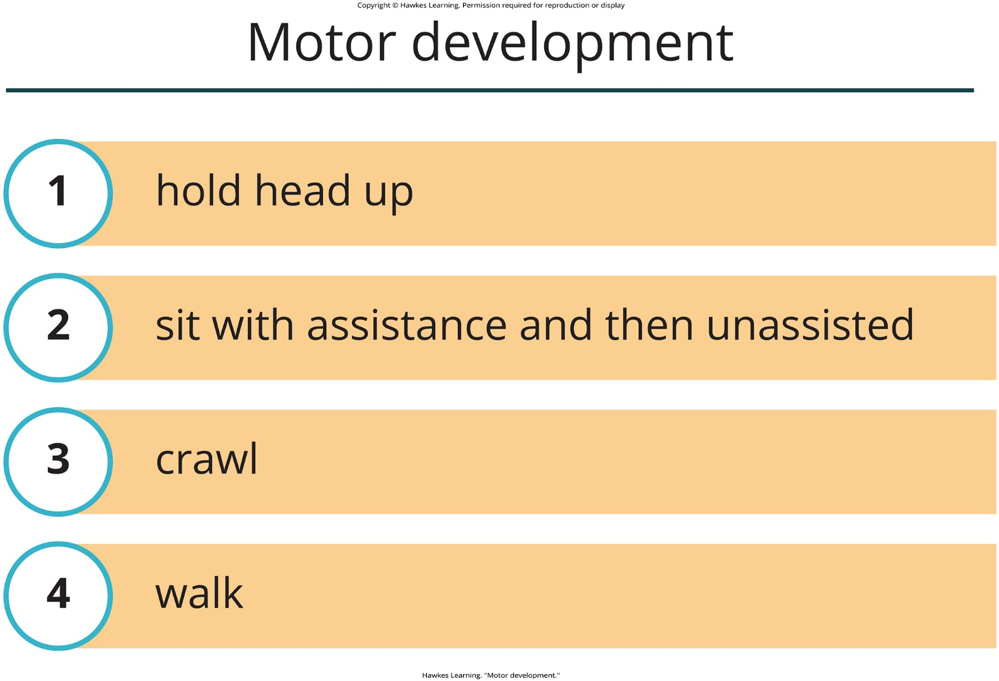 Copyright © Hawkes Learning. Permission required for reproduction or display
Motor development
1
hold head up
2
sit with assistance and then unassisted
3
crawl
4
walk
Hawkes Learning. "Motor development."